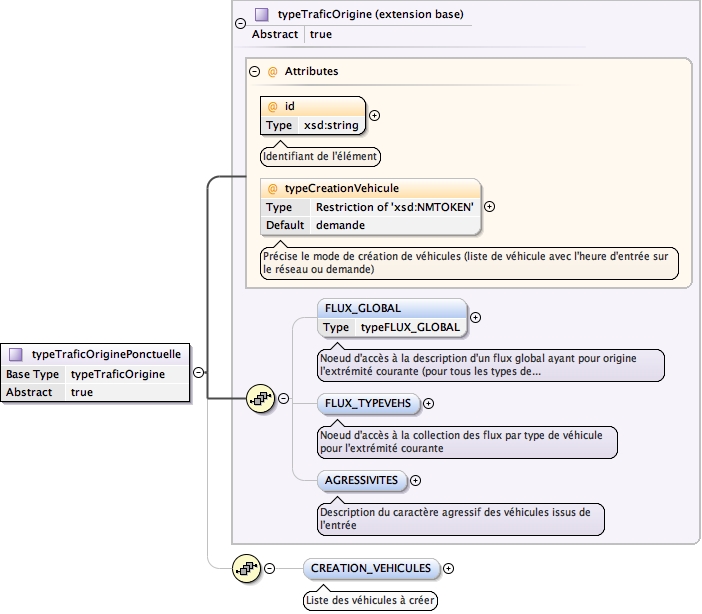 typeTraficOrigine (extension base)
Abstract true
@ Attributes
@ id
Type xsd:string
Identifiant de l'élément
@ typeCreationVehicule
Type Restriction of 'xsd:NMTOKEN'
Default demande
Précise le mode de création de véhicules (liste de véhicule avec l'heure d'entrée sur
le réseau ou demande)
FLUX_GLOBAL
Type typeFLUX_GLOBAL
Noeud d'accès à la description d'un flux global ayant pour origine
l'extrémité courante (pour tous les types de...
typeTraficOriginePonctuelle
Base Type typeTraficOrigine
Abstract true
FLUX_TYPEVEHS
Noeud d'accès à la collection des flux par type de véhicule
pour l'extrémité courante
AGRESSIVITES
Description du caractère agressif des véhicules issus de
l'entrée
CREATION_VEHICULES
Liste des véhicules à créer